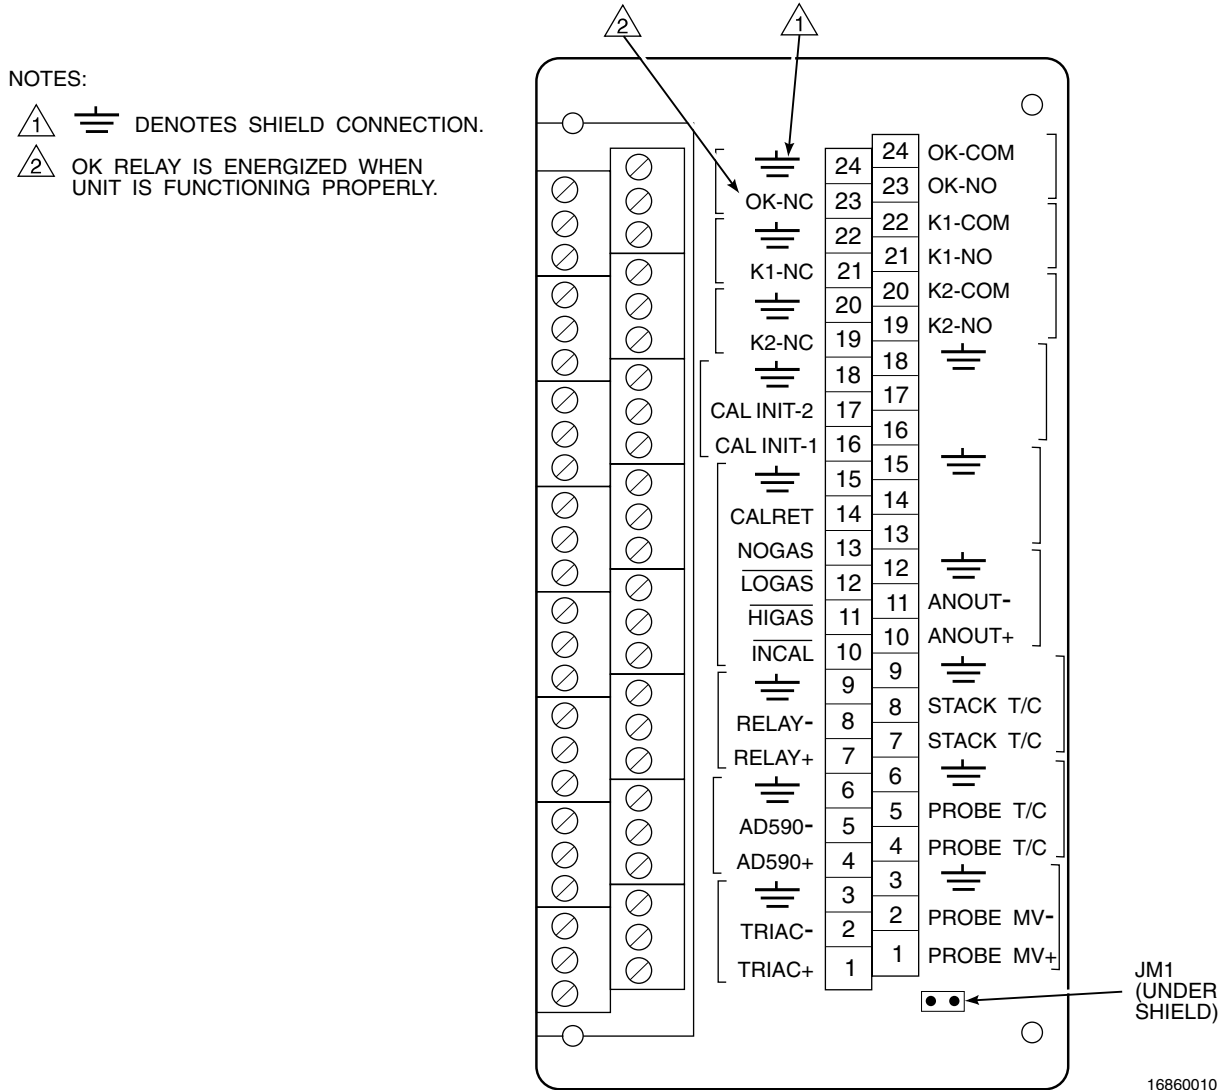 2
1
NOTES:
1 DENOTES SHIELD CONNECTION.
2 OK RELAY IS ENERGIZED WHEN
UNIT IS FUNCTIONING PROPERLY.
24 24 OK-COM
OK-NC 23 23 OK-NO
22 22 K1-COM
K1-NC 21 21 K1-NO
20 20 K2-COM
K2-NC 19 19 K2-NO
18 18
CAL INIT-2 17 17
CAL INIT-1 16 16
15 15
CALRET 14 14
NOGAS 13 13
LOGAS 12 12
HIGAS 11 11 ANOUT-
INCAL 10 10 ANOUT+
9 9
RELAY- 8 8 STACK T/C
RELAY+ 7 7 STACK T/C
6 6
AD590- 5 5 PROBE T/C
AD590+ 4 4 PROBE T/C
3 3
TRIAC- 2 2 PROBE MV-
TRIAC+ 1 1 PROBE MV+
JM1
(UNDER
SHIELD)
16860010